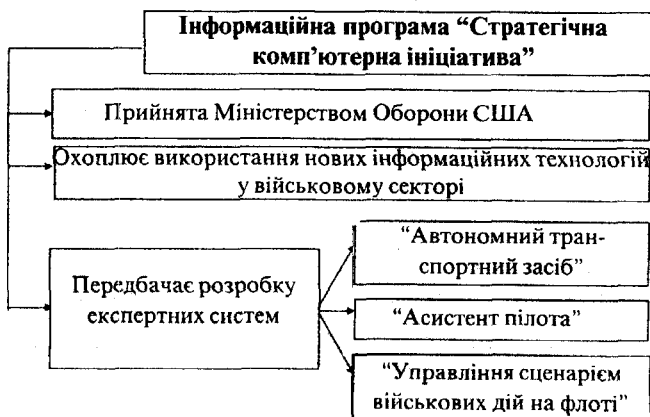 Інформаційна програма “Стратегічна
комп’ютерна ініціатива”
Прийнята Міністерством Оборони США
Охоплює використання нових інформаційних технологій
у військовому секторі
Передбачає розробку
експертних систем
“Автономний тран-
спортний засіб”
“Асистент пілота”
“Управління сценарієм
військових дій на флоті”